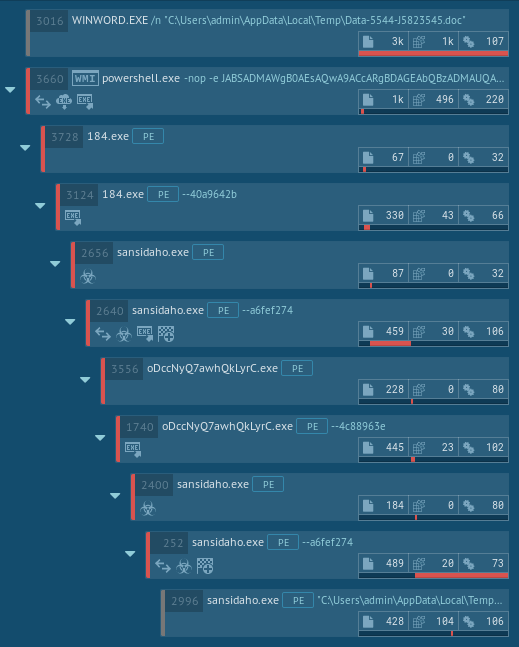 3016 WINWORD.EXE /n "C:\Users\admin\AppData\Local\Temp\Data-5544-J5823545.doc"
3k 1k 107
3660 WMI powershell.exe -nop -e JABSADMAWgB0AEsAQwA9ACcARgBDAGEAbQBzADMAUQA...
EXE
1k 496 220
3728 184.exe PE
67 0 32
3124 184.exe PE --40a9642b
EXE
330 43 66
2656 sansidaho.exe PE
87 0 32
2640 sansidaho.exe PE --a6fef274
EXE
459 30 106
3556 oDccNyQ7awhQkLyrC.exe PE
228 0 80
1740 oDccNyQ7awhQkLyrC.exe PE --4c88963e
EXE
445 23 102
2400 sansidaho.exe PE
184 0 80
252 sansidaho.exe PE --a6fef274
489 20 73
2996 sansidaho.exe PE "C:\Users\admin\AppData\Local\Temp...
428 104 106